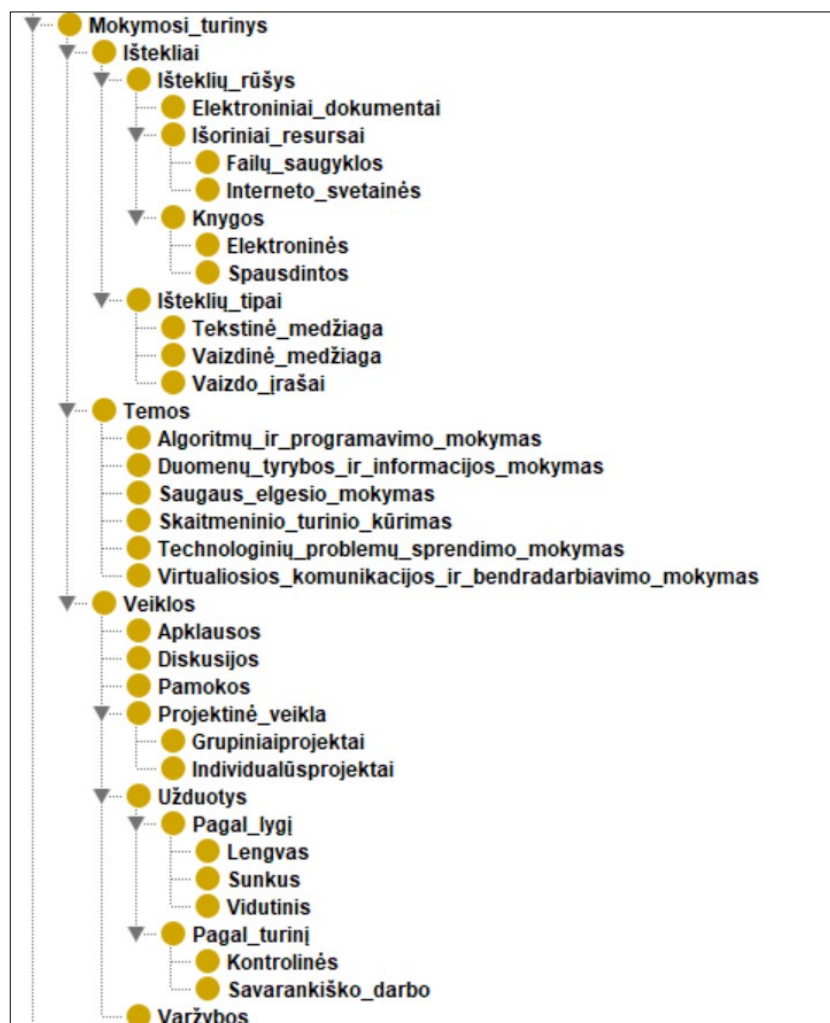 Mokymosi_turinys
Ištekliai
Išteklių_rūšys
Elektroniniai_dokumentai
Išoriniai_resursai
Failų_saugyklos
Interneto_svetainės
Knygos
Elektroninės
Spausdintos
Išteklių_tipai
Tekstinė_medžiaga
Vaizdinė_medžiaga
Vaizdo_įrašai
Temos
Algoritmų_ir_programavimo_mokymas
Duomenų_tyrybos_ir_informacijos_mokymas
Saugaus_elgesio_mokymas
Skaitmeninio_turinio_kūrimas
Technologinių_problemų_sprendimo_mokymas
Virtualiosios_komunikacijos_ir_bendradarbiavimo_mokymas
Veiklos
Apklausos
Diskusijos
Pamokos
Projektinė_veikla
Grupiniaiprojektai
Individualūsprojektai
Užduotys
Pagal_lygį
Lengvas
Sunkus
Vidutinis
Pagal_turinį
Kontrolinės
Savarankiško_darbo
Varžybos